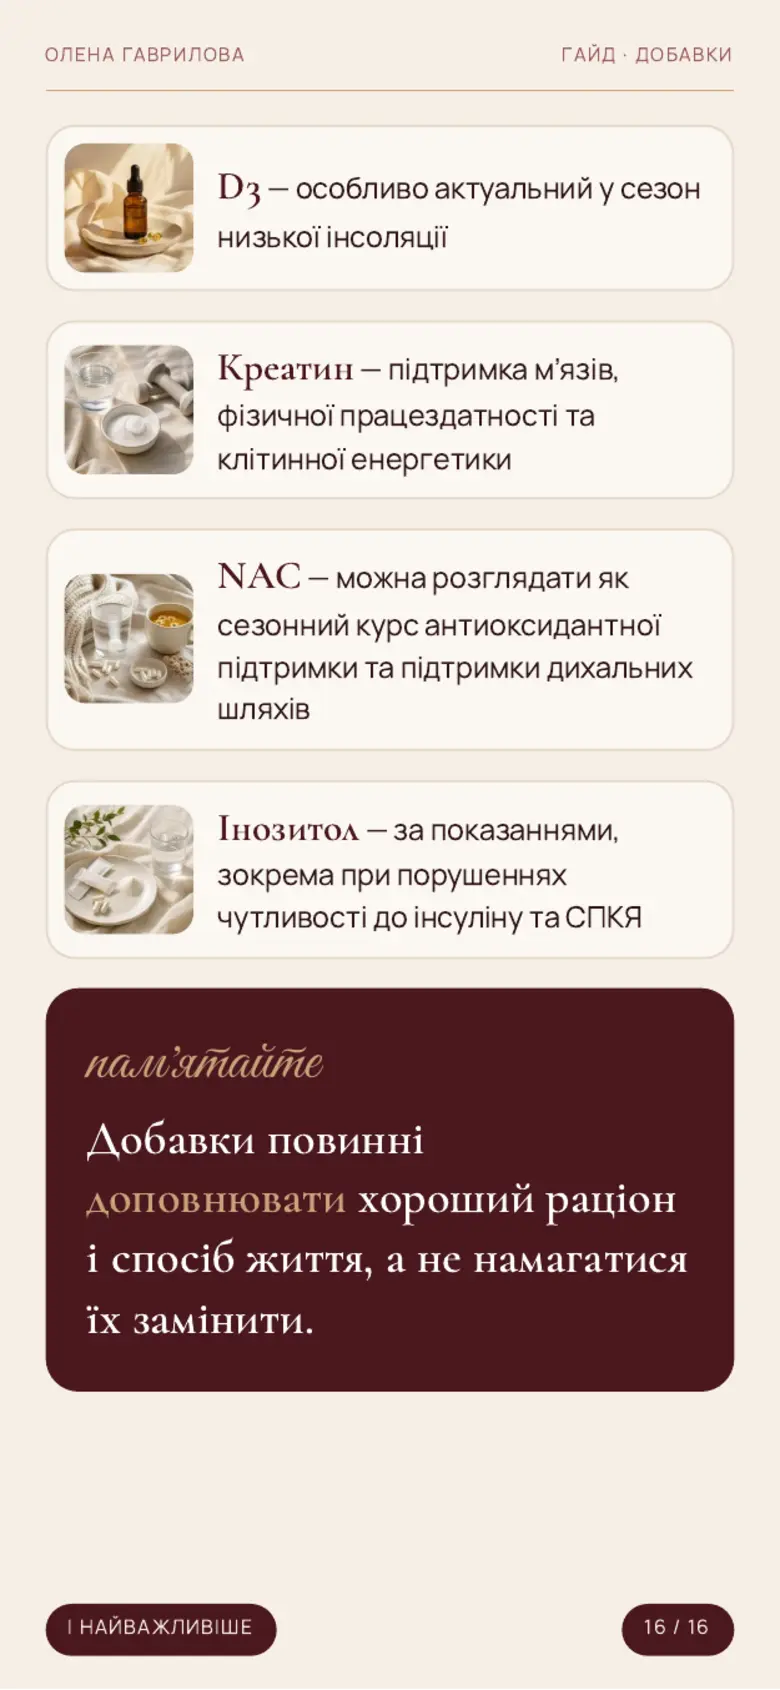 ОЛЕНА ГАВРИЛОВА
ГАЙД · ДОБАВКИ
D3 — особливо актуальний у сезон
низької інсоляції
Креатин — підтримка м’язів,
фізичної працездатності та
клітинної енергетики
NAC — можна розглядати як
сезонний курс антиоксидантної
підтримки та підтримки дихальних
шляхів
Інозитол — за показаннями,
зокрема при порушеннях
чутливості до інсуліну та СПКЯ
пам’ятайте
Добавки повинні
доповнювати хороший раціон
і спосіб життя, а не намагатися
їх замінити.
І НАЙВАЖЛИВІШЕ
16 / 16